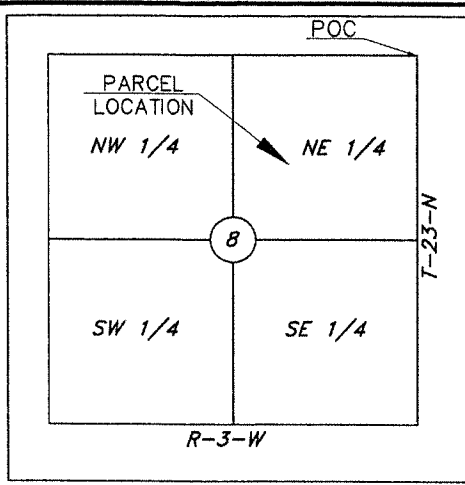 POC
PARCEL
LOCATION
NW 1/4
NE 1/4
8
T-23-N
SW 1/4
SE 1/4
R-3-W